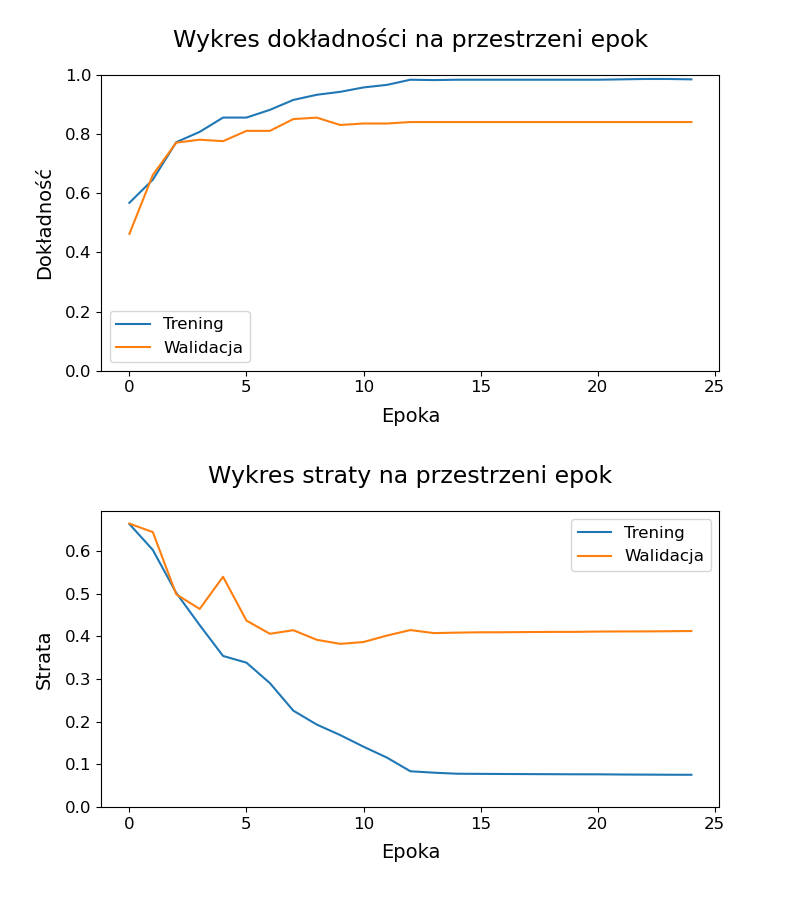 Wykres dokładności na przestrzeni epok
1.0
0.8
0.6
0.4
0.2
0.0
Dokładność
Trening
Walidacja
0 5 10 15 20 25
Epoka
Wykres straty na przestrzeni epok
0.6
0.5
0.4
0.3
0.2
0.1
0.0
Strata
Trening
Walidacja
0 5 10 15 20 25
Epoka